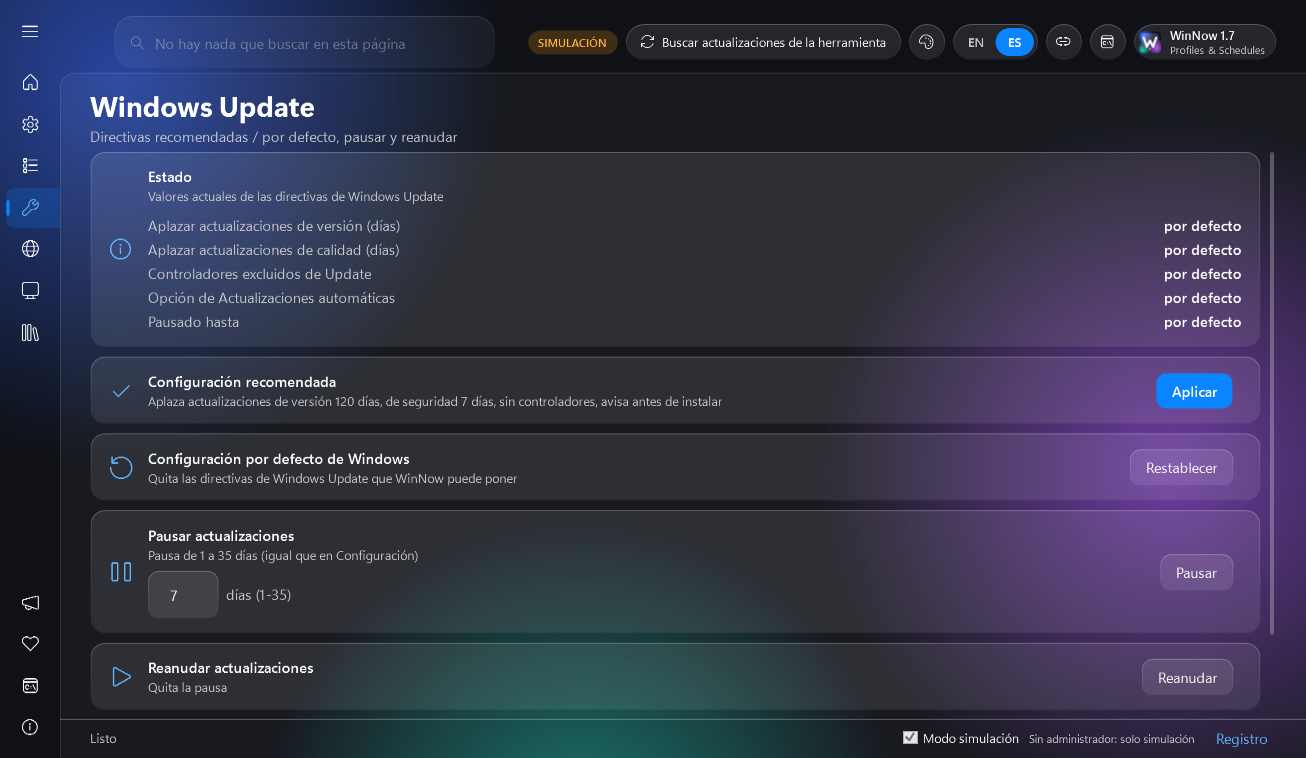 No hay nada que buscar en esta página
SIMULACIÓN
Buscar actualizaciones de la herramienta
EN
ES
WinNow 1.7
Profiles & Schedules
Windows Update
Directivas recomendadas / por defecto, pausar y reanudar
Estado
Valores actuales de las directivas de Windows Update
Aplazar actualizaciones de versión (días) por defecto
Aplazar actualizaciones de calidad (días) por defecto
Controladores excluidos de Update por defecto
Opción de Actualizaciones automáticas por defecto
Pausado hasta por defecto
Configuración recomendada
Aplaza actualizaciones de versión 120 días, de seguridad 7 días, sin controladores, avisa antes de instalar
Aplicar
Configuración por defecto de Windows
Quita las directivas de Windows Update que WinNow puede poner
Restablecer
Pausar actualizaciones
Pausa de 1 a 35 días (igual que en Configuración)
7 días (1-35)
Pausar
Reanudar actualizaciones
Quita la pausa
Reanudar
Listo
Modo simulación
Sin administrador: solo simulación
Registro